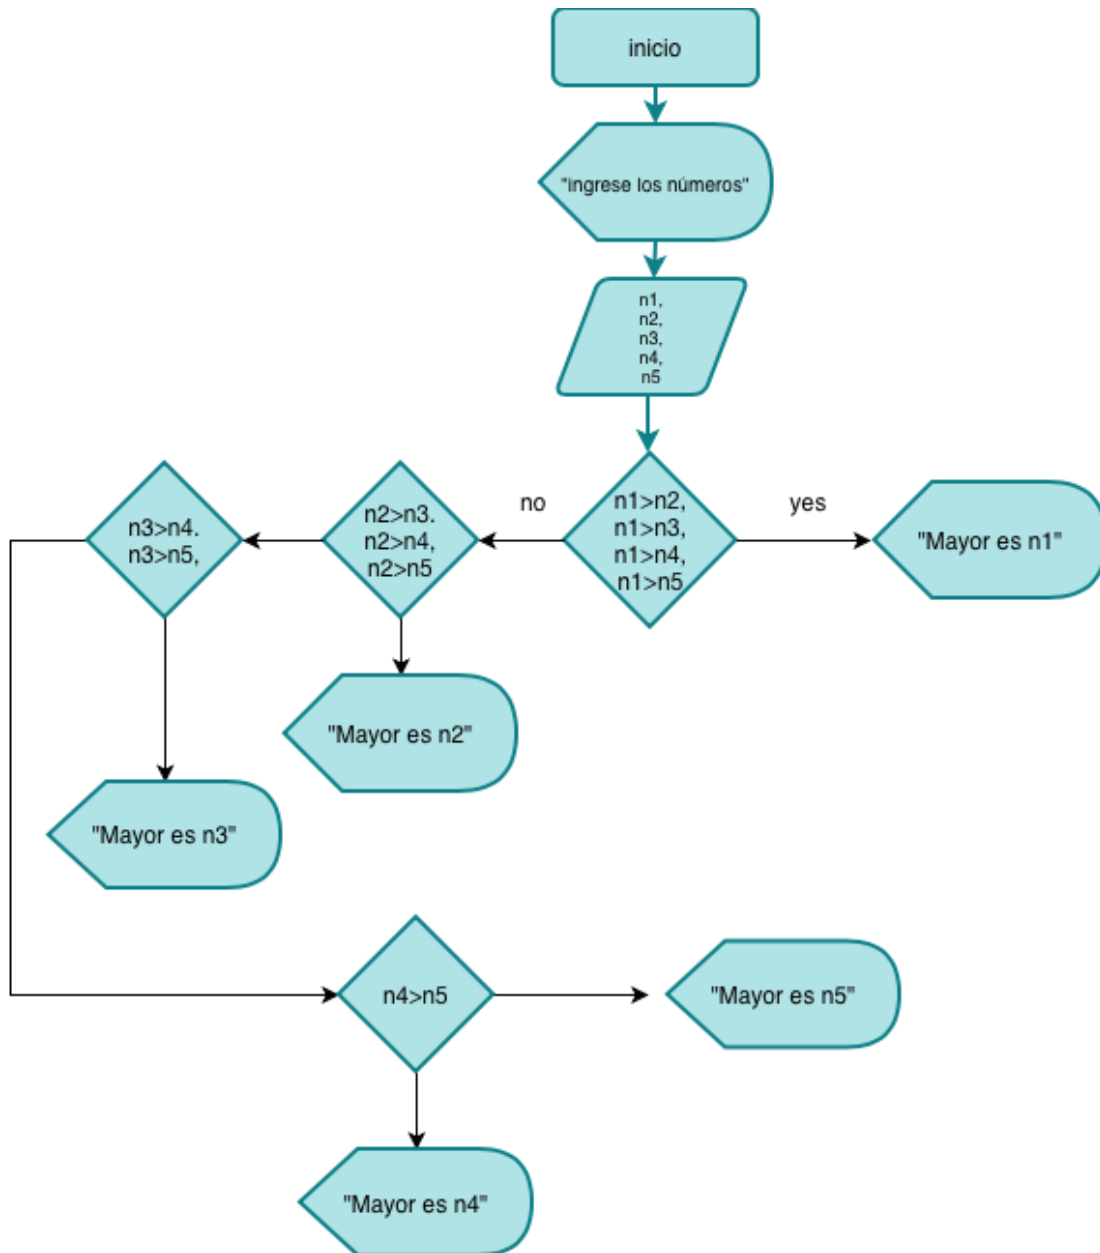 inicio
"ingrese los números"
n1,
n2,
n3,
n4,
n5
n1>n2,
n1>n3,
n1>n4,
n1>n5
yes
"Mayor es n1"
no
n2>n3.
n2>n4,
n2>n5
"Mayor es n2"
n3>n4.
n3>n5,
"Mayor es n3"
n4>n5
"Mayor es n5"
"Mayor es n4"